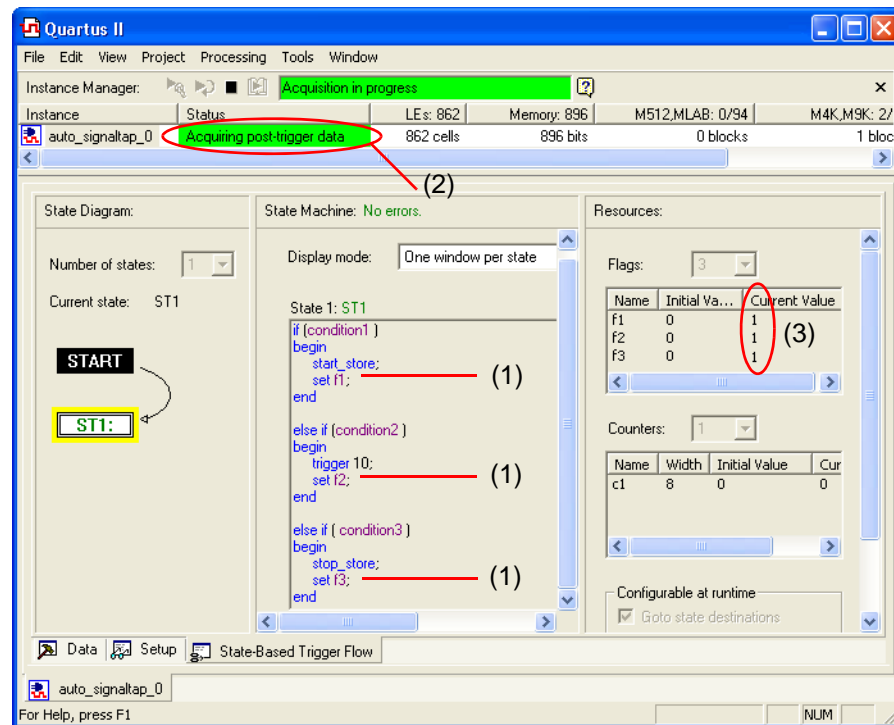 Quartus II
File Edit View Project Processing Tools Window
Instance Manager: Acquisition in progress
Instance Status LEs: 862 Memory: 896 M512,MLAB: 0/94 M4K,M9K: 2/
auto_signaltap_0 Acquiring post-trigger data 862 cells 896 bits 0 blocks 1 bloc
(2)
State Diagram:
Number of states: 1
Current state: ST1
START
ST1:
State Machine: No errors.
Display mode: One window per state
State 1: ST1
if (condition1 )
begin
start_store;
set f1; (1)
end
else if (condition2 )
begin
trigger 10;
set f2; (1)
end
else if ( condition3 )
begin
stop_store;
set f3; (1)
end
Resources:
Flags: 3
Name Initial Va... Current Value
f1 0 1
f2 0 1
f3 0 1
(3)
Counters: 1
Name Width Initial Value Cur
c1 8 0 0
Configurable at runtime
Goto state destinations
Data Setup State-Based Trigger Flow
auto_signaltap_0
For Help, press F1 NUM